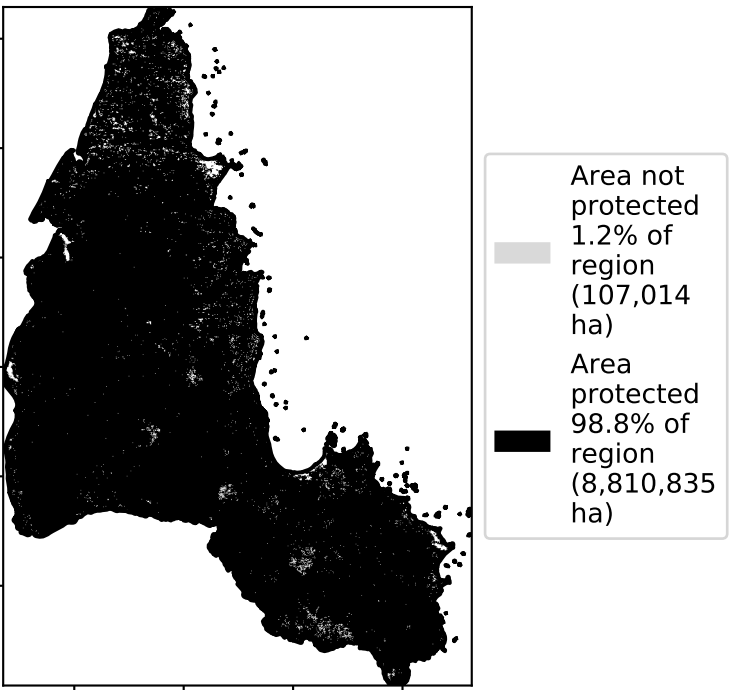 Area not
protected
1.2% of
region
(107,014
ha)
Area
protected
98.8% of
region
(8,810,835
ha)